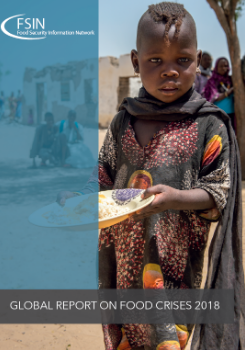 FSIN
Food Security Information Network
GLOBAL REPORT ON FOOD CRISES 2018